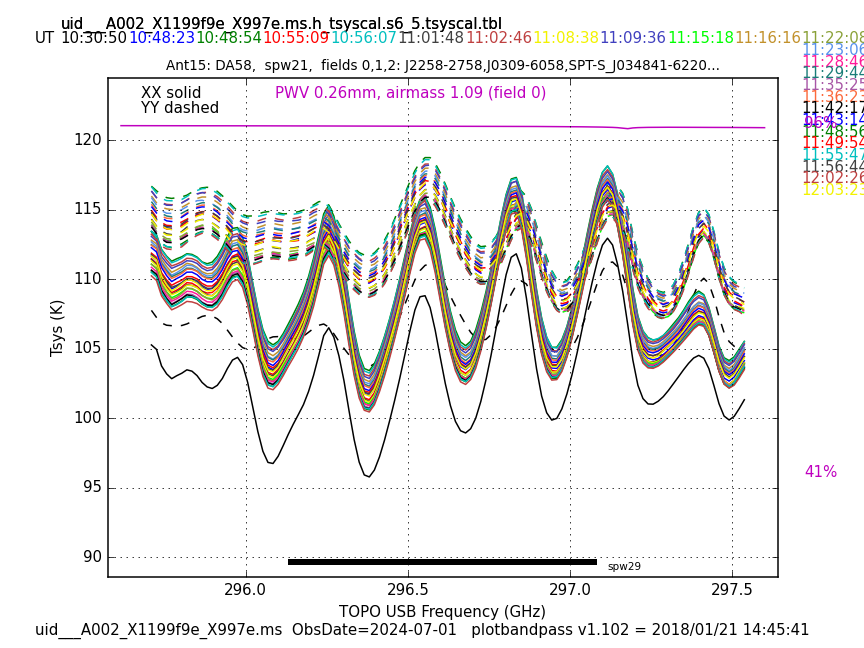 uid___A002_X1199f9e_X997e.ms.h_tsyscal.s6_5.tsyscal.tbl
UT 10:30:50 10:48:23 10:48:54 10:55:09 10:56:07 11:01:48 11:02:46 11:08:38 11:09:36 11:15:18 11:16:16 11:22:08
11:23:06
11:28:46
11:29:44
11:35:25
11:36:23
11:42:17
11:43:14
11:48:56
11:49:54
11:55:47
11:56:44
12:02:26
12:03:23
Ant15: DA58, spw21, fields 0,1,2: J2258-2758,J0309-6058,SPT-S_J034841-6220...
XX solid
YY dashed
PWV 0.26mm, airmass 1.09 (field 0)
120
115
110
105
100
95
90
Tsys (K)
41%
spw29
296.0 296.5 297.0 297.5
TOPO USB Frequency (GHz)
uid___A002_X1199f9e_X997e.ms ObsDate=2024-07-01 plotbandpass v1.102 = 2018/01/21 14:45:41